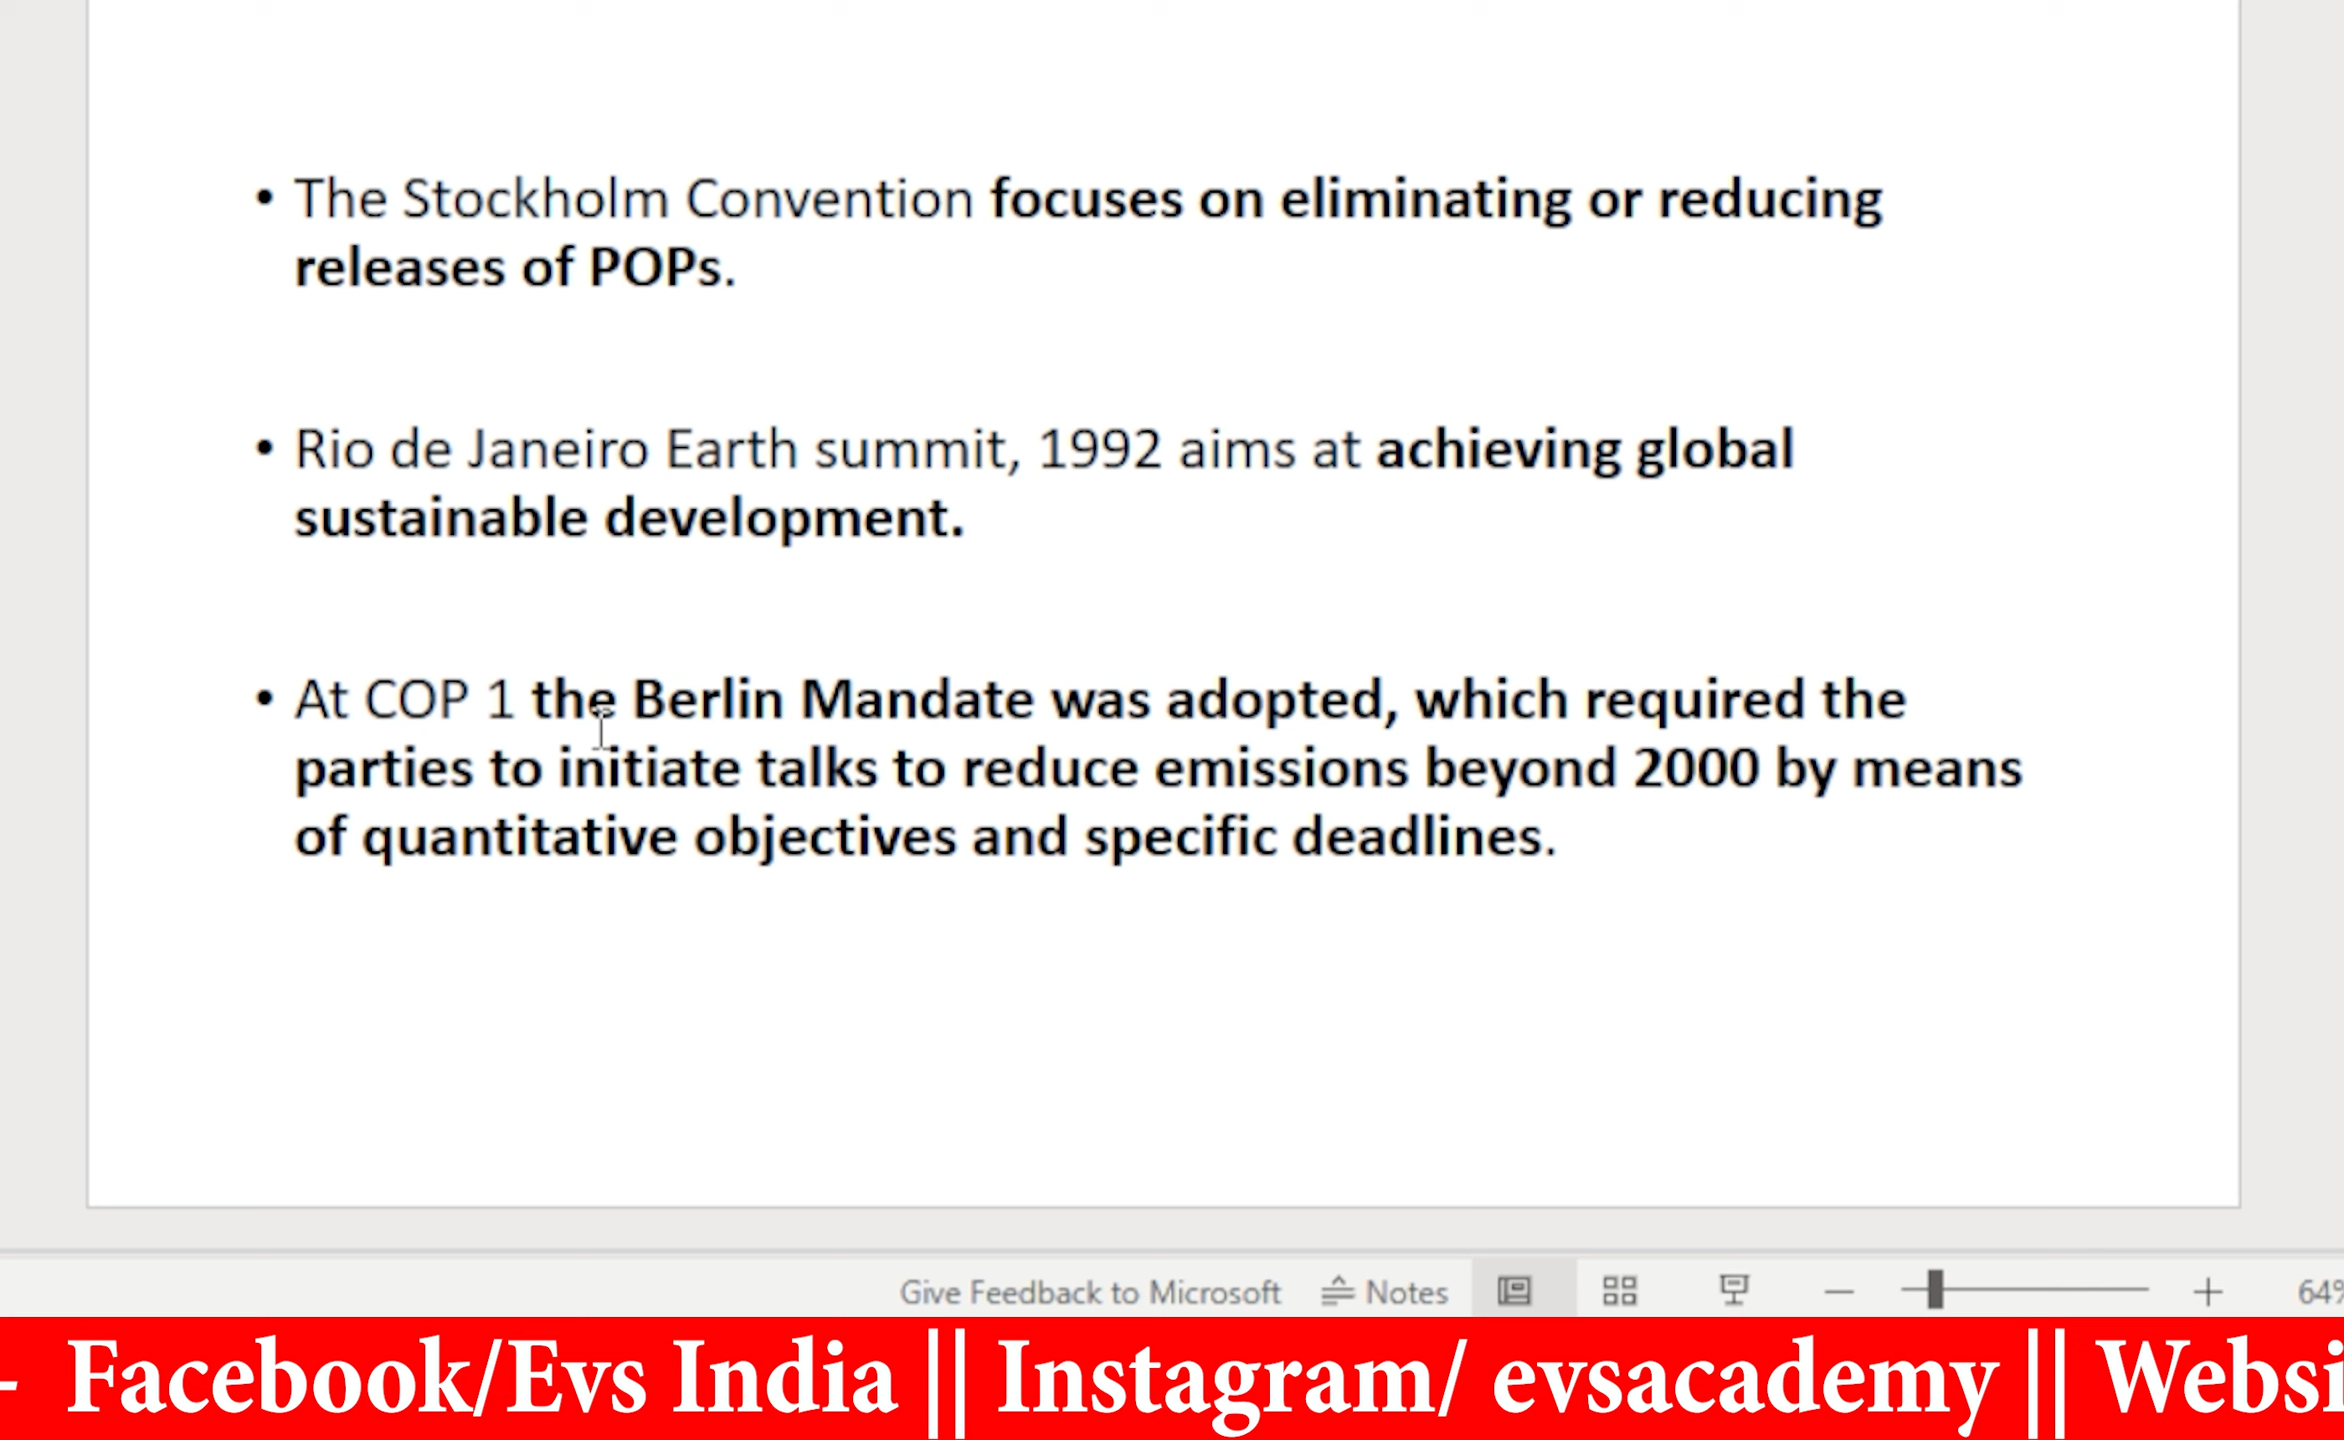 • The Stockholm Convention focuses on eliminating or reducing
releases of POPs.
• Rio de Janeiro Earth summit, 1992 aims at achieving global
sustainable development.
• At COP 1 the Berlin Mandate was adopted, which required the
parties to initiate talks to reduce emissions beyond 2000 by means
of quantitative objectives and specific deadlines.
Give Feedback to Microsoft Notes 64%
- Facebook/Evs India || Instagram/ evsacademy || Websi